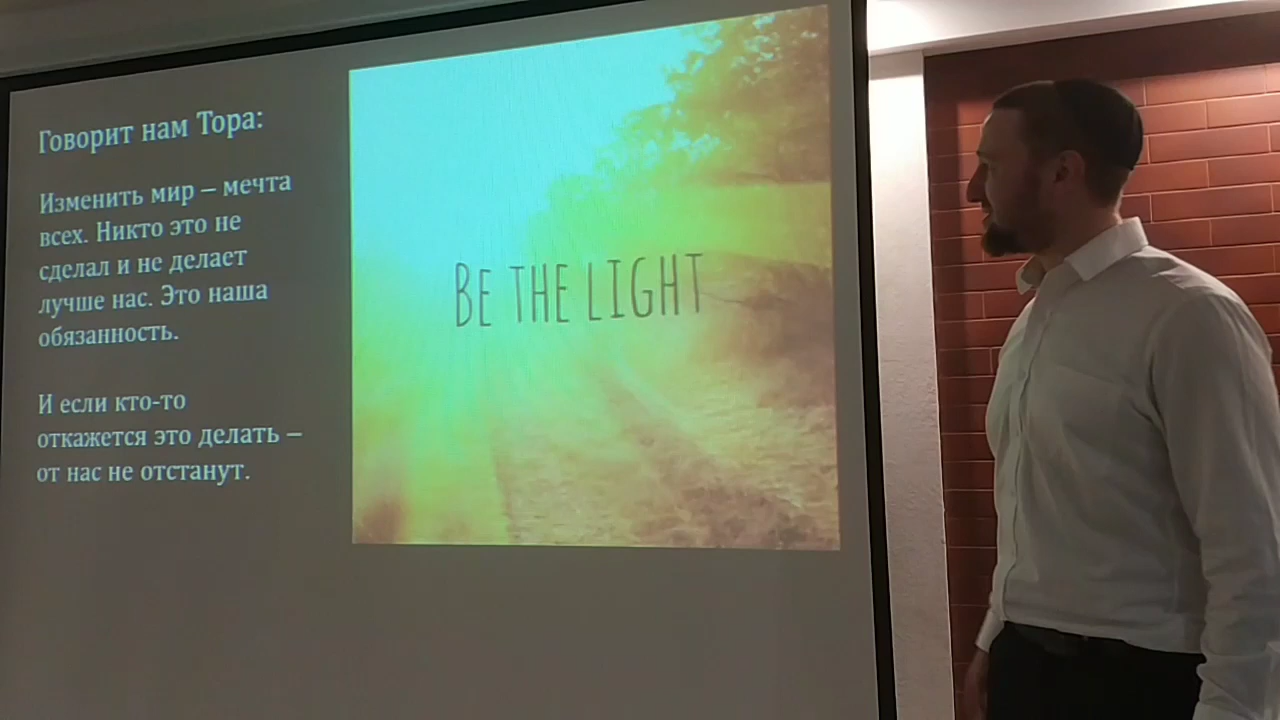 Говорит нам Тора:
Изменить мир – мечта
всех. Никто это не
сделал и не делает
лучше нас. Это наша
обязанность.
И если кто-то
откажется это делать –
от нас не отстанут.
BE THE LIGHT